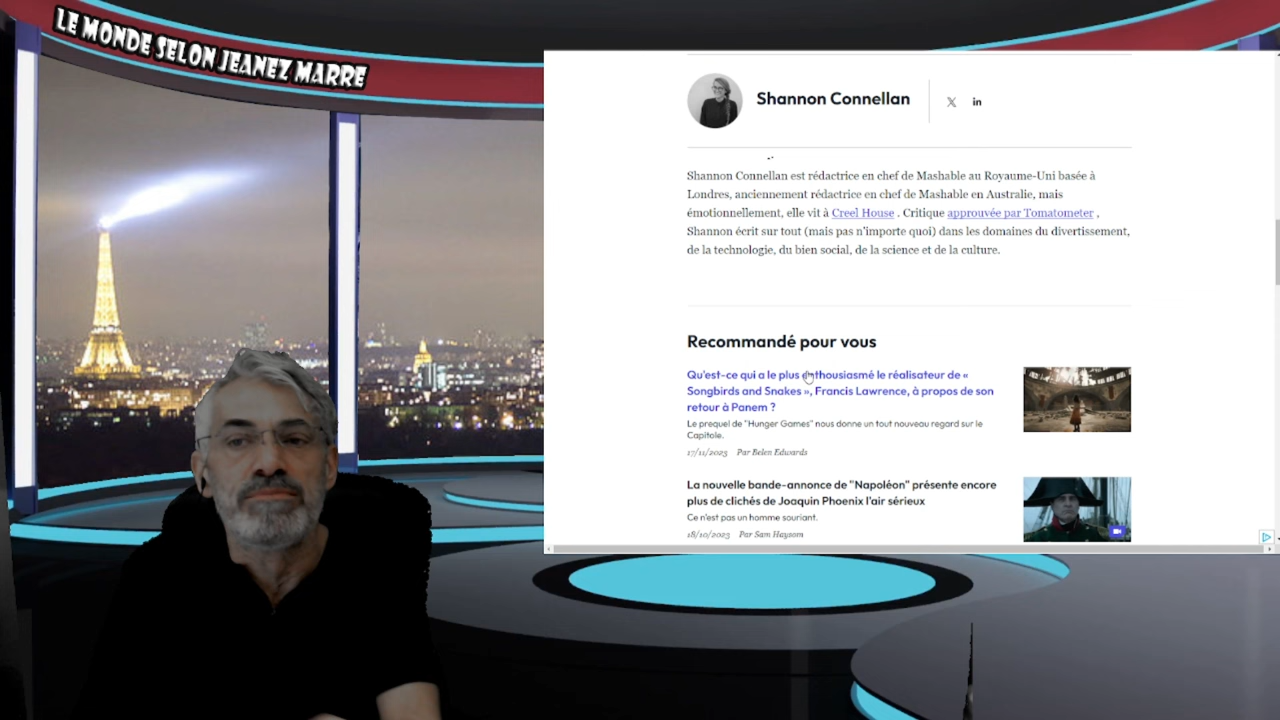 LE MONDE SELON JEANEZ MARRE
Shannon Connellan
X
in
Shannon Connellan est rédactrice en chef de Mashable au Royaume-Uni basée à
Londres, anciennement rédactrice en chef de Mashable en Australie, mais
émotionnellement, elle vit à Creel House . Critique approuvée par Tomatometer ,
Shannon écrit sur tout (mais pas n'importe quoi) dans les domaines du divertissement,
de la technologie, du bien social, de la science et de la culture.
Recommandé pour vous
Qu'est-ce qui a le plus enthousiasmé le réalisateur de «
Songbirds and Snakes », Francis Lawrence, à propos de son
retour à Panem ?
Le prequel de "Hunger Games" nous donne un tout nouveau regard sur le
Capitole.
17/11/2023 Par Belen Edwards
La nouvelle bande-annonce de "Napoléon" présente encore
plus de clichés de Joaquin Phoenix l'air sérieux
Ce n'est pas un homme souriant.
18/10/2023 Par Sam Haysom